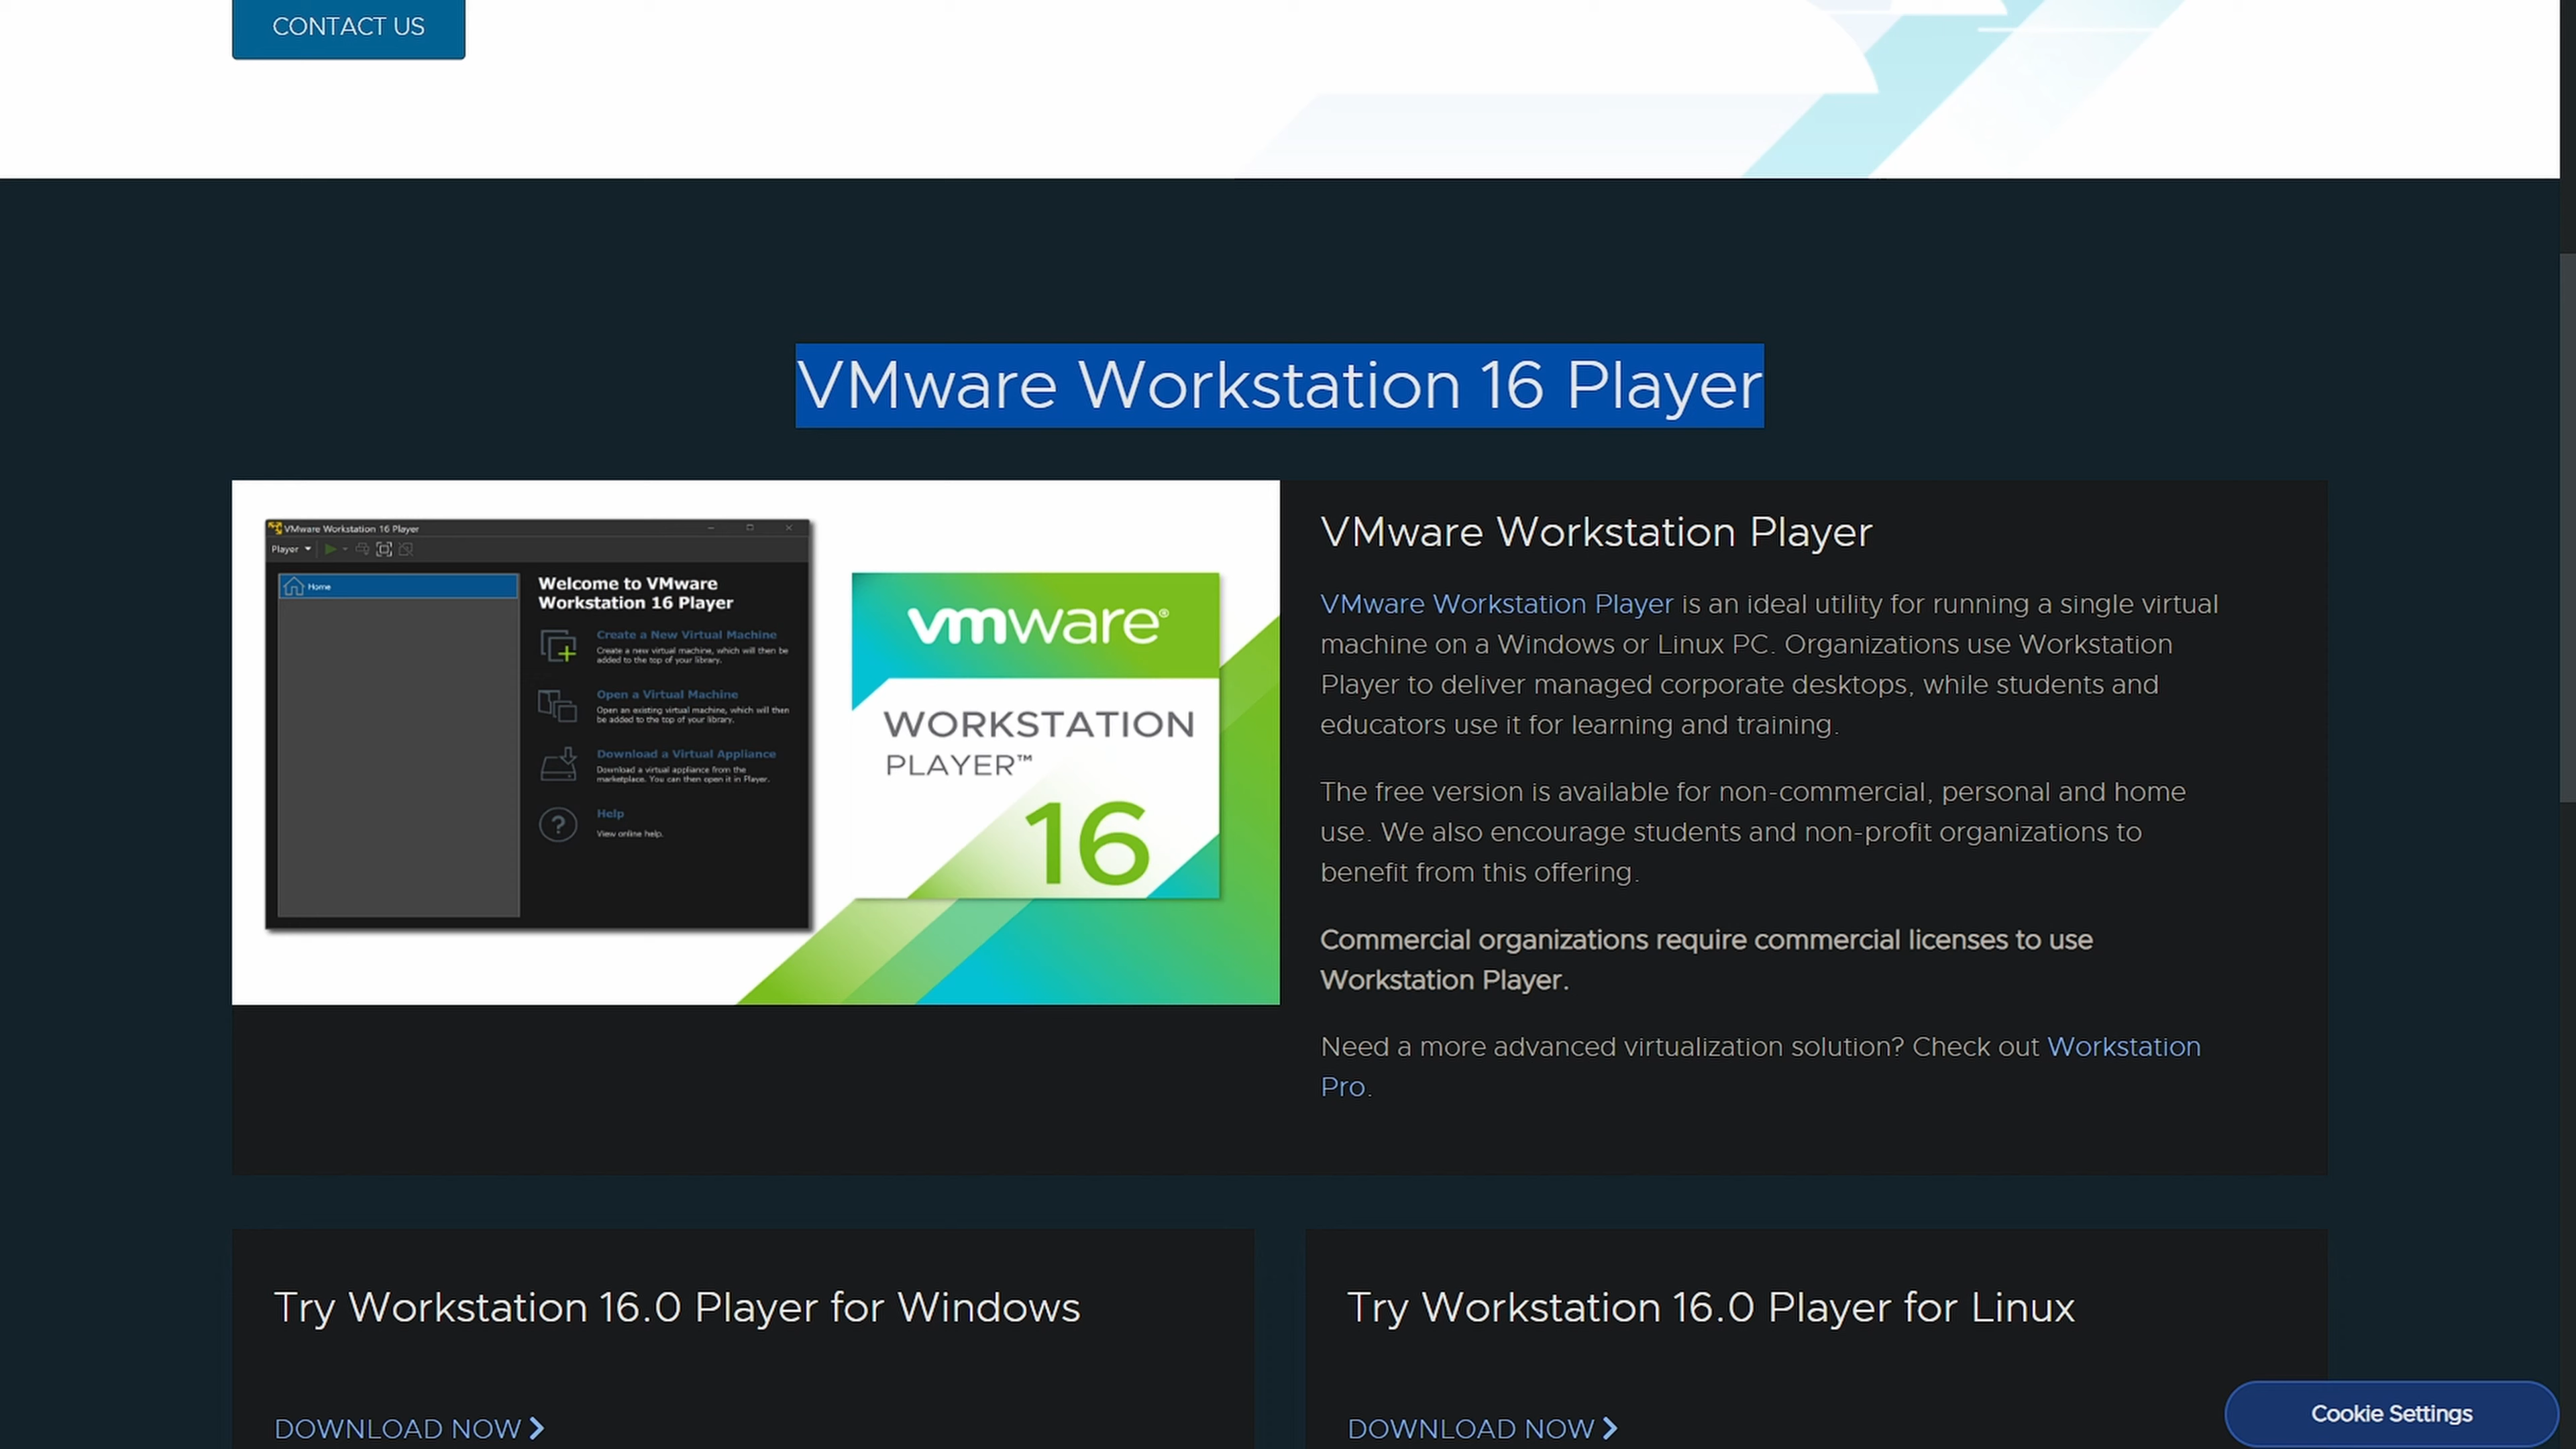 CONTACT US
VMware Workstation 16 Player
VMware Workstation 16 Player
Player
Home
Welcome to VMware
Workstation 16 Player
Create a New Virtual Machine
Create a new virtual machine, which will then be
added to the top of your library.
Open a Virtual Machine
Open an existing virtual machine, which will then
be added to the top of your library.
Download a Virtual Appliance
Download a virtual appliance from the
marketplace. You can then open it in Player.
Help
View online help.
vmware®
WORKSTATION
PLAYER™
16
VMware Workstation Player
VMware Workstation Player is an ideal utility for running a single virtual
machine on a Windows or Linux PC. Organizations use Workstation
Player to deliver managed corporate desktops, while students and
educators use it for learning and training.
The free version is available for non-commercial, personal and home
use. We also encourage students and non-profit organizations to
benefit from this offering.
Commercial organizations require commercial licenses to use
Workstation Player.
Need a more advanced virtualization solution? Check out Workstation
Pro.
Try Workstation 16.0 Player for Windows
DOWNLOAD NOW
Try Workstation 16.0 Player for Linux
DOWNLOAD NOW
Cookie Settings